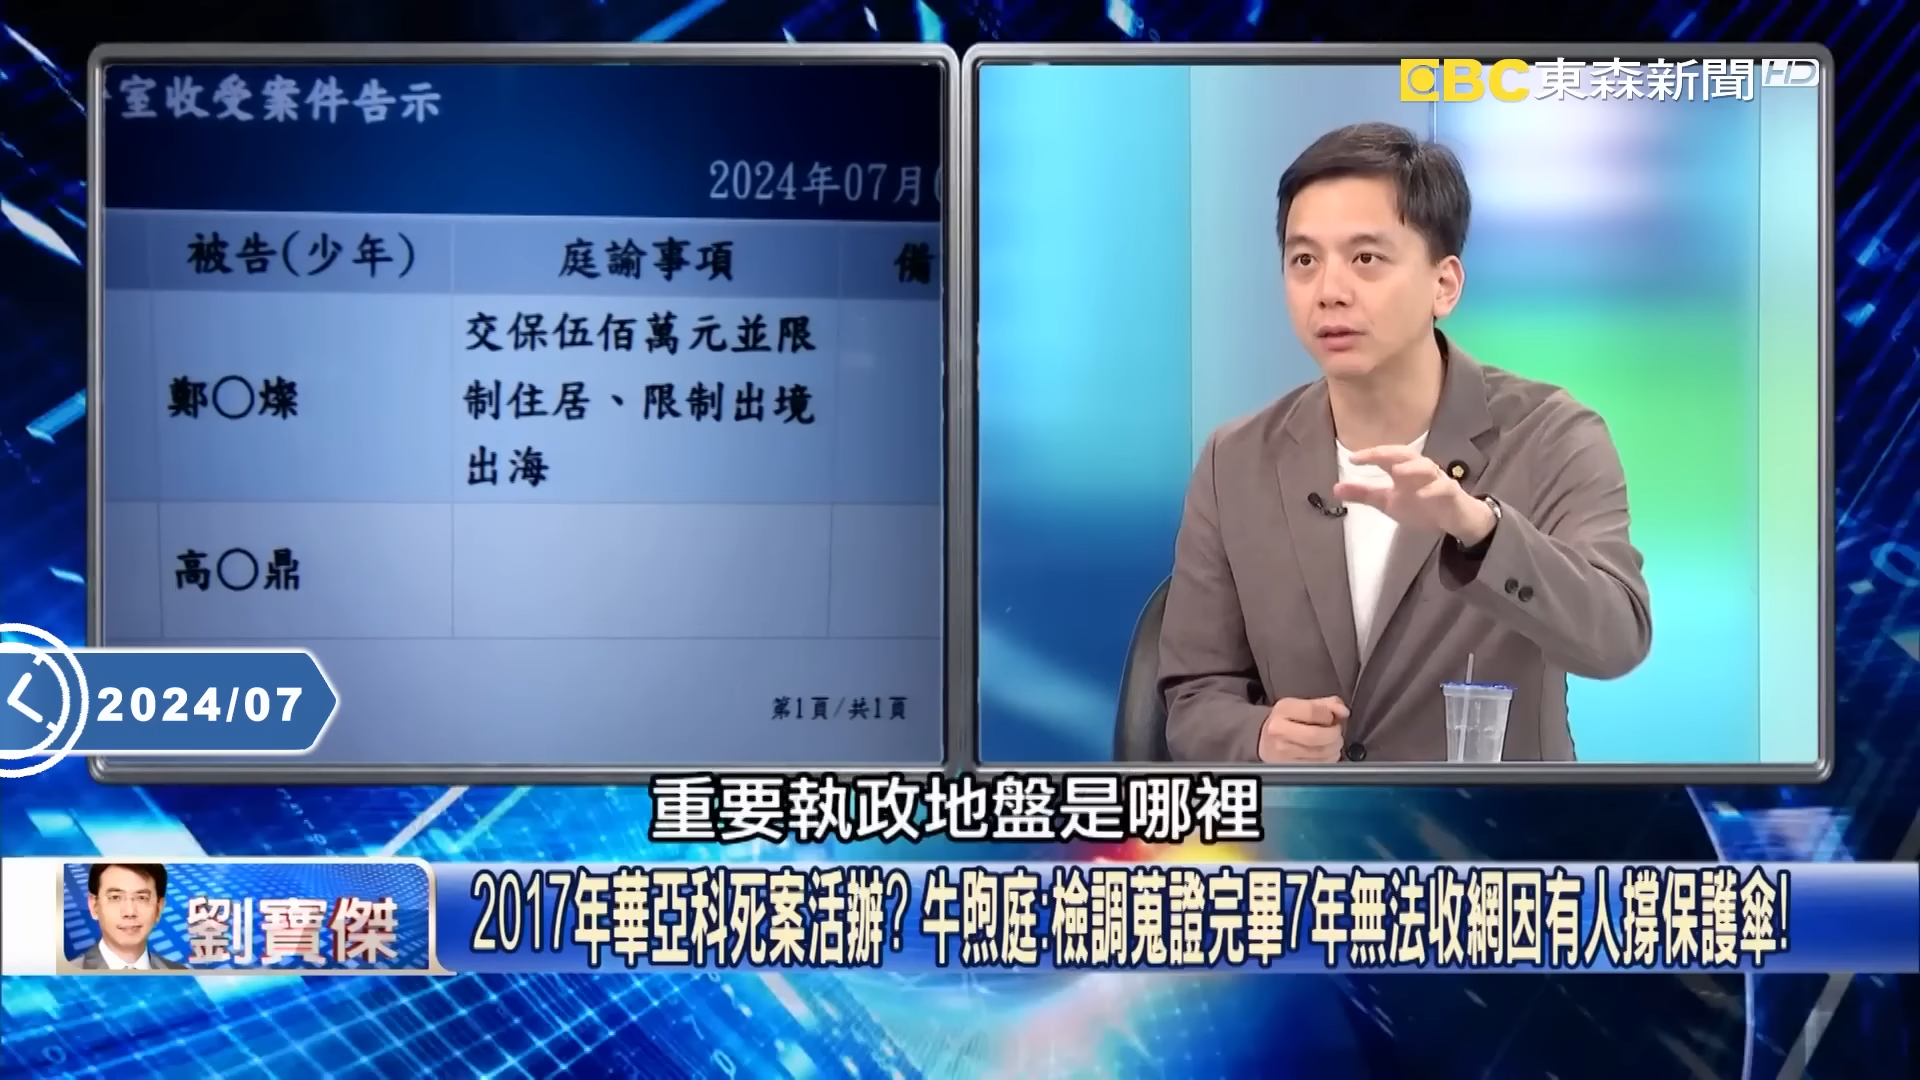 EBC東森新聞HD
室收受案件告示
2024年07月
被告(少年)
庭諭事項
備
鄭〇燦
交保伍佰萬元並限
制住居、限制出境
出海
高〇鼎
第1頁/共1頁
2024/07
重要執政地盤是哪裡
劉寶傑
2017年華亞科死案活辦?牛煦庭:檢調蒐證完畢7年無法收網因有人撐保護傘!